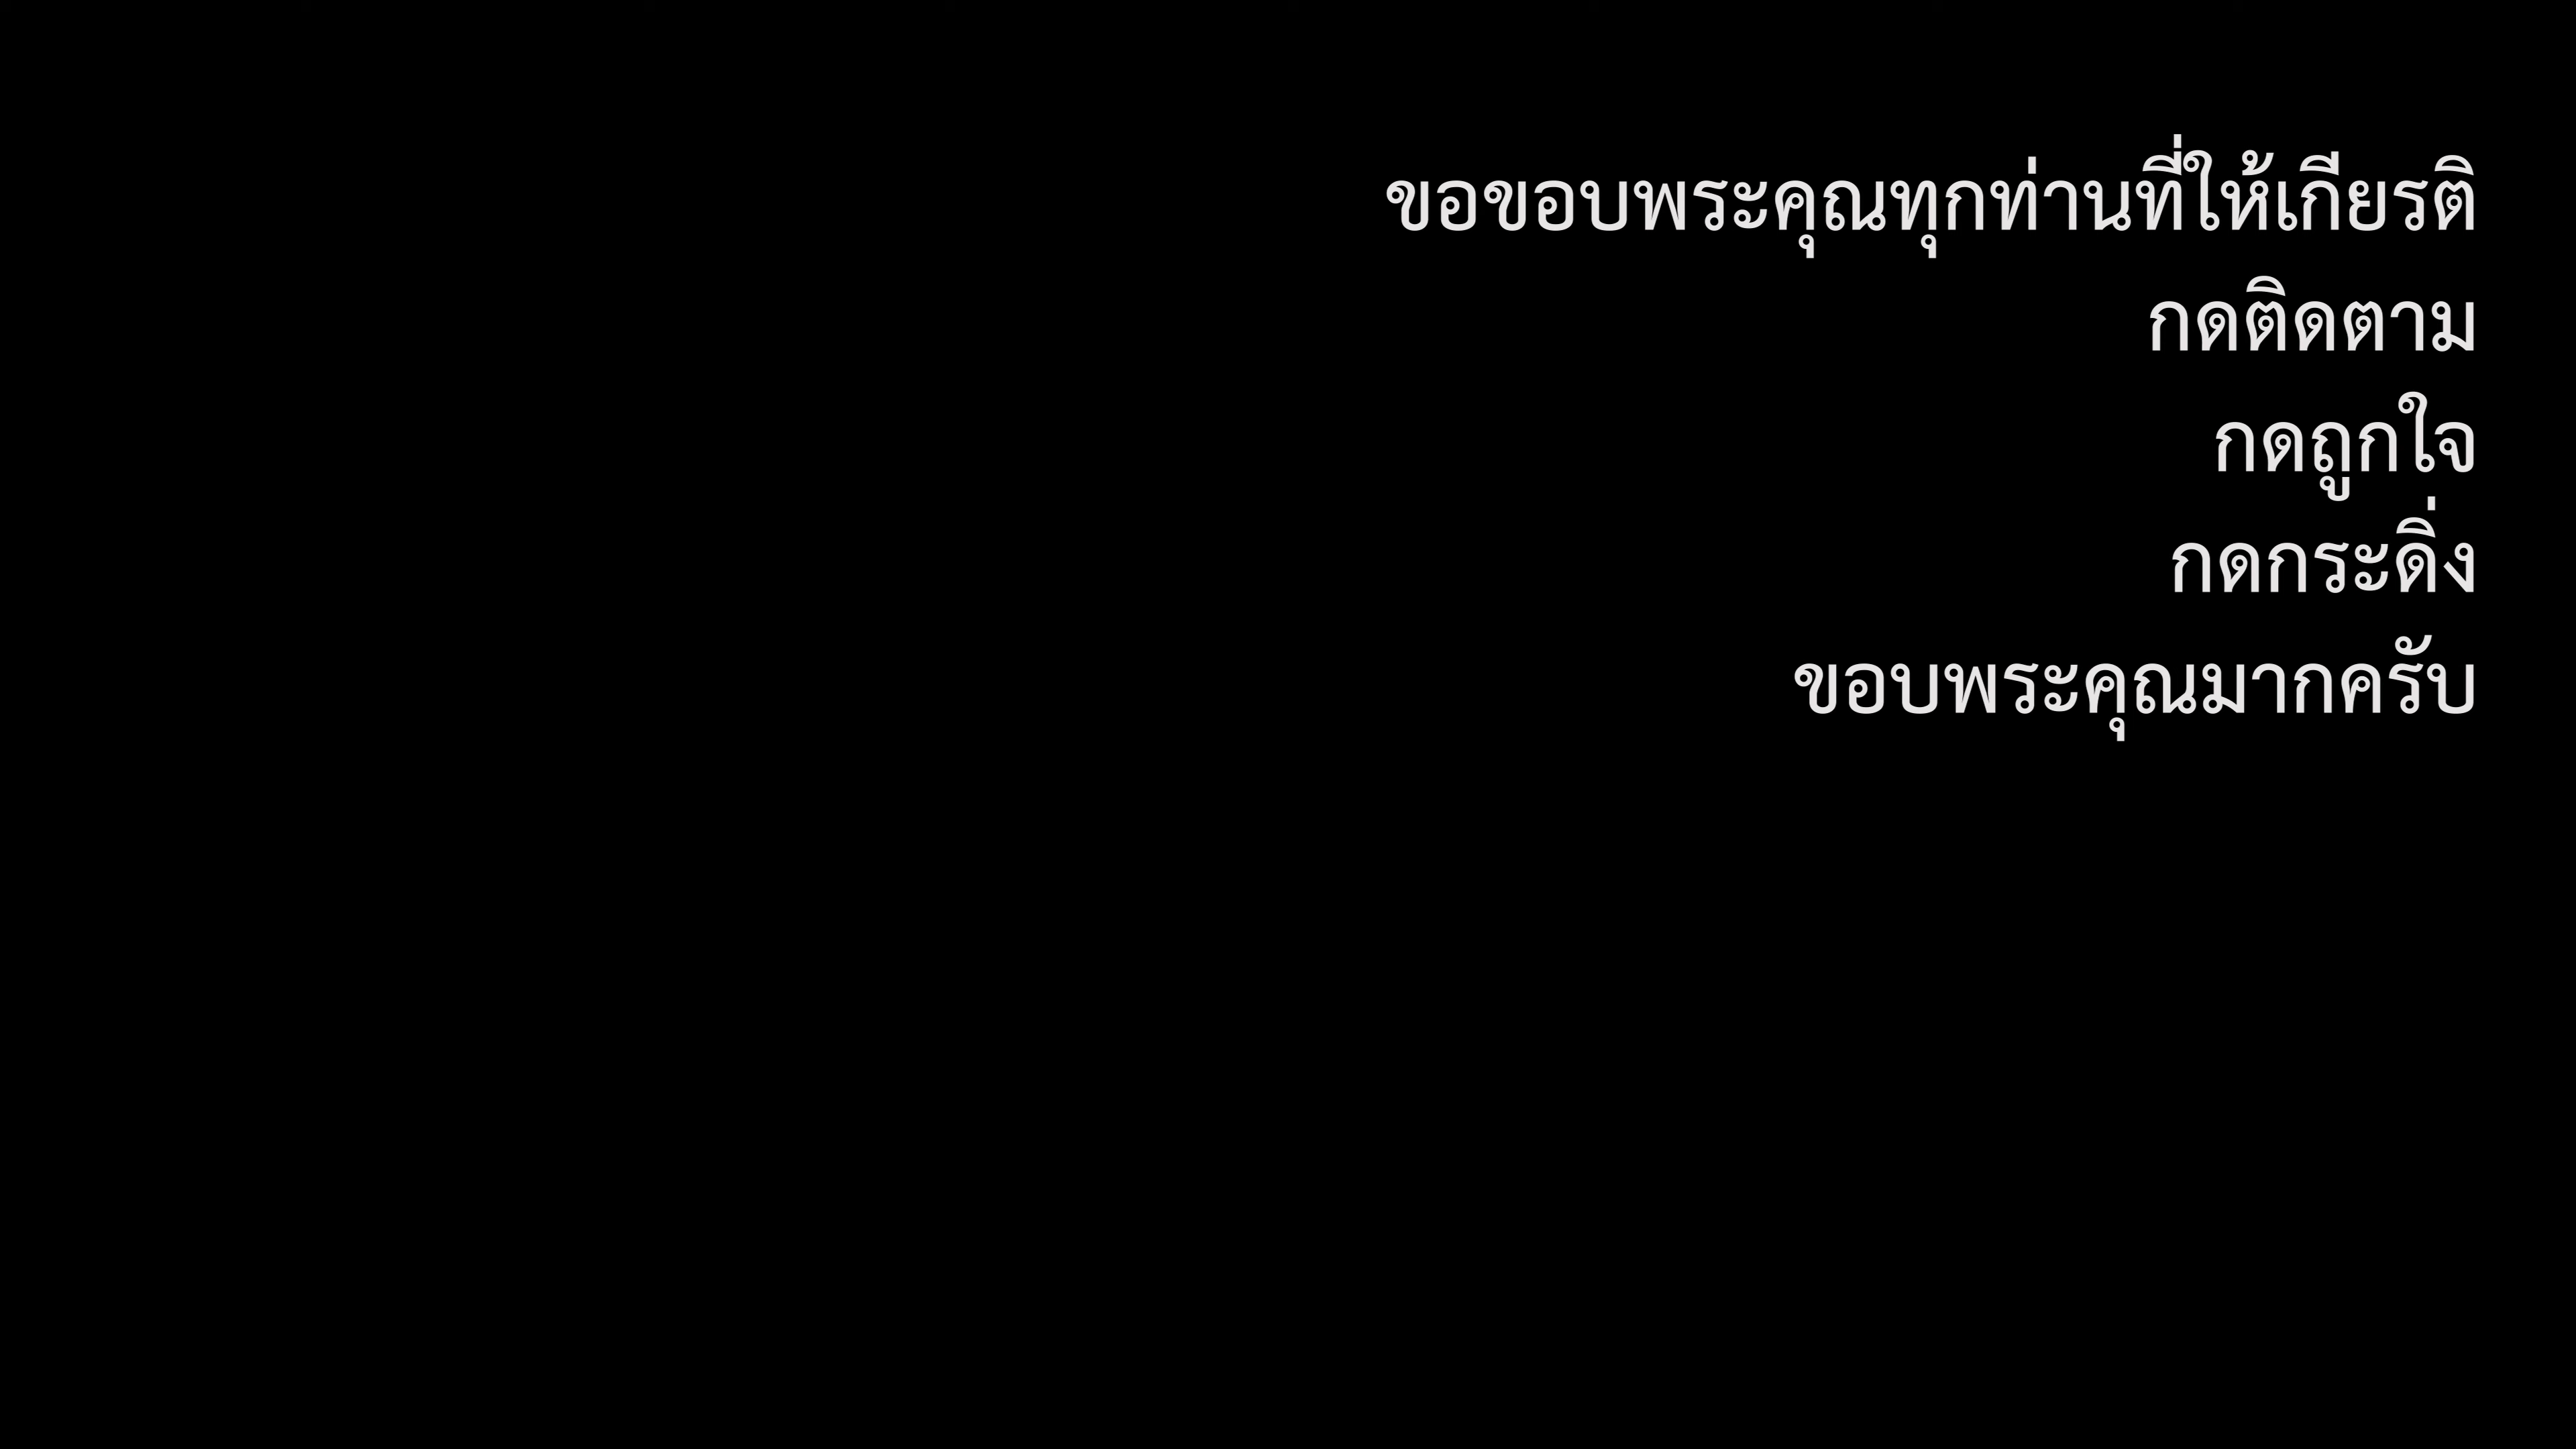 ขอขอบพระคุณทุกท่านที่ให้เกียรติ
กดติดตาม
กดถูกใจ
กดกระดิ่ง
ขอบพระคุณมากครับ